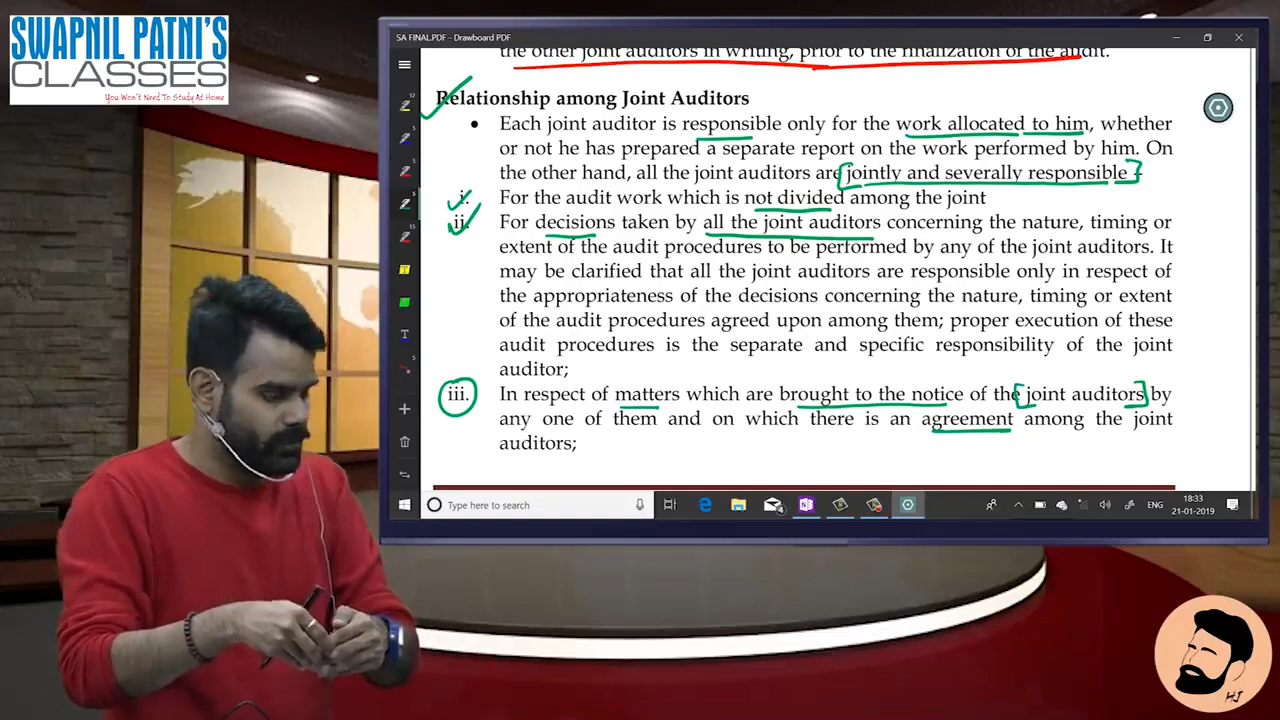 SWAPNIL PATNI'S
CLASSES
You Won't Need To Study At Home
SA FINAL.PDF - Drawboard PDF
the other joint auditors in writing, prior to the finalization of the audit.
Relationship among Joint Auditors
• Each joint auditor is responsible only for the work allocated to him, whether
or not he has prepared a separate report on the work performed by him. On
the other hand, all the joint auditors are jointly and severally responsible –
i. For the audit work which is not divided among the joint
ii. For decisions taken by all the joint auditors concerning the nature, timing or
extent of the audit procedures to be performed by any of the joint auditors. It
may be clarified that all the joint auditors are responsible only in respect of
the appropriateness of the decisions concerning the nature, timing or extent
of the audit procedures agreed upon among them; proper execution of these
audit procedures is the separate and specific responsibility of the joint
auditor;
iii. In respect of matters which are brought to the notice of the joint auditors by
any one of them and on which there is an agreement among the joint
auditors;
Type here to search
ENG
18:33
21-01-2019
HJ